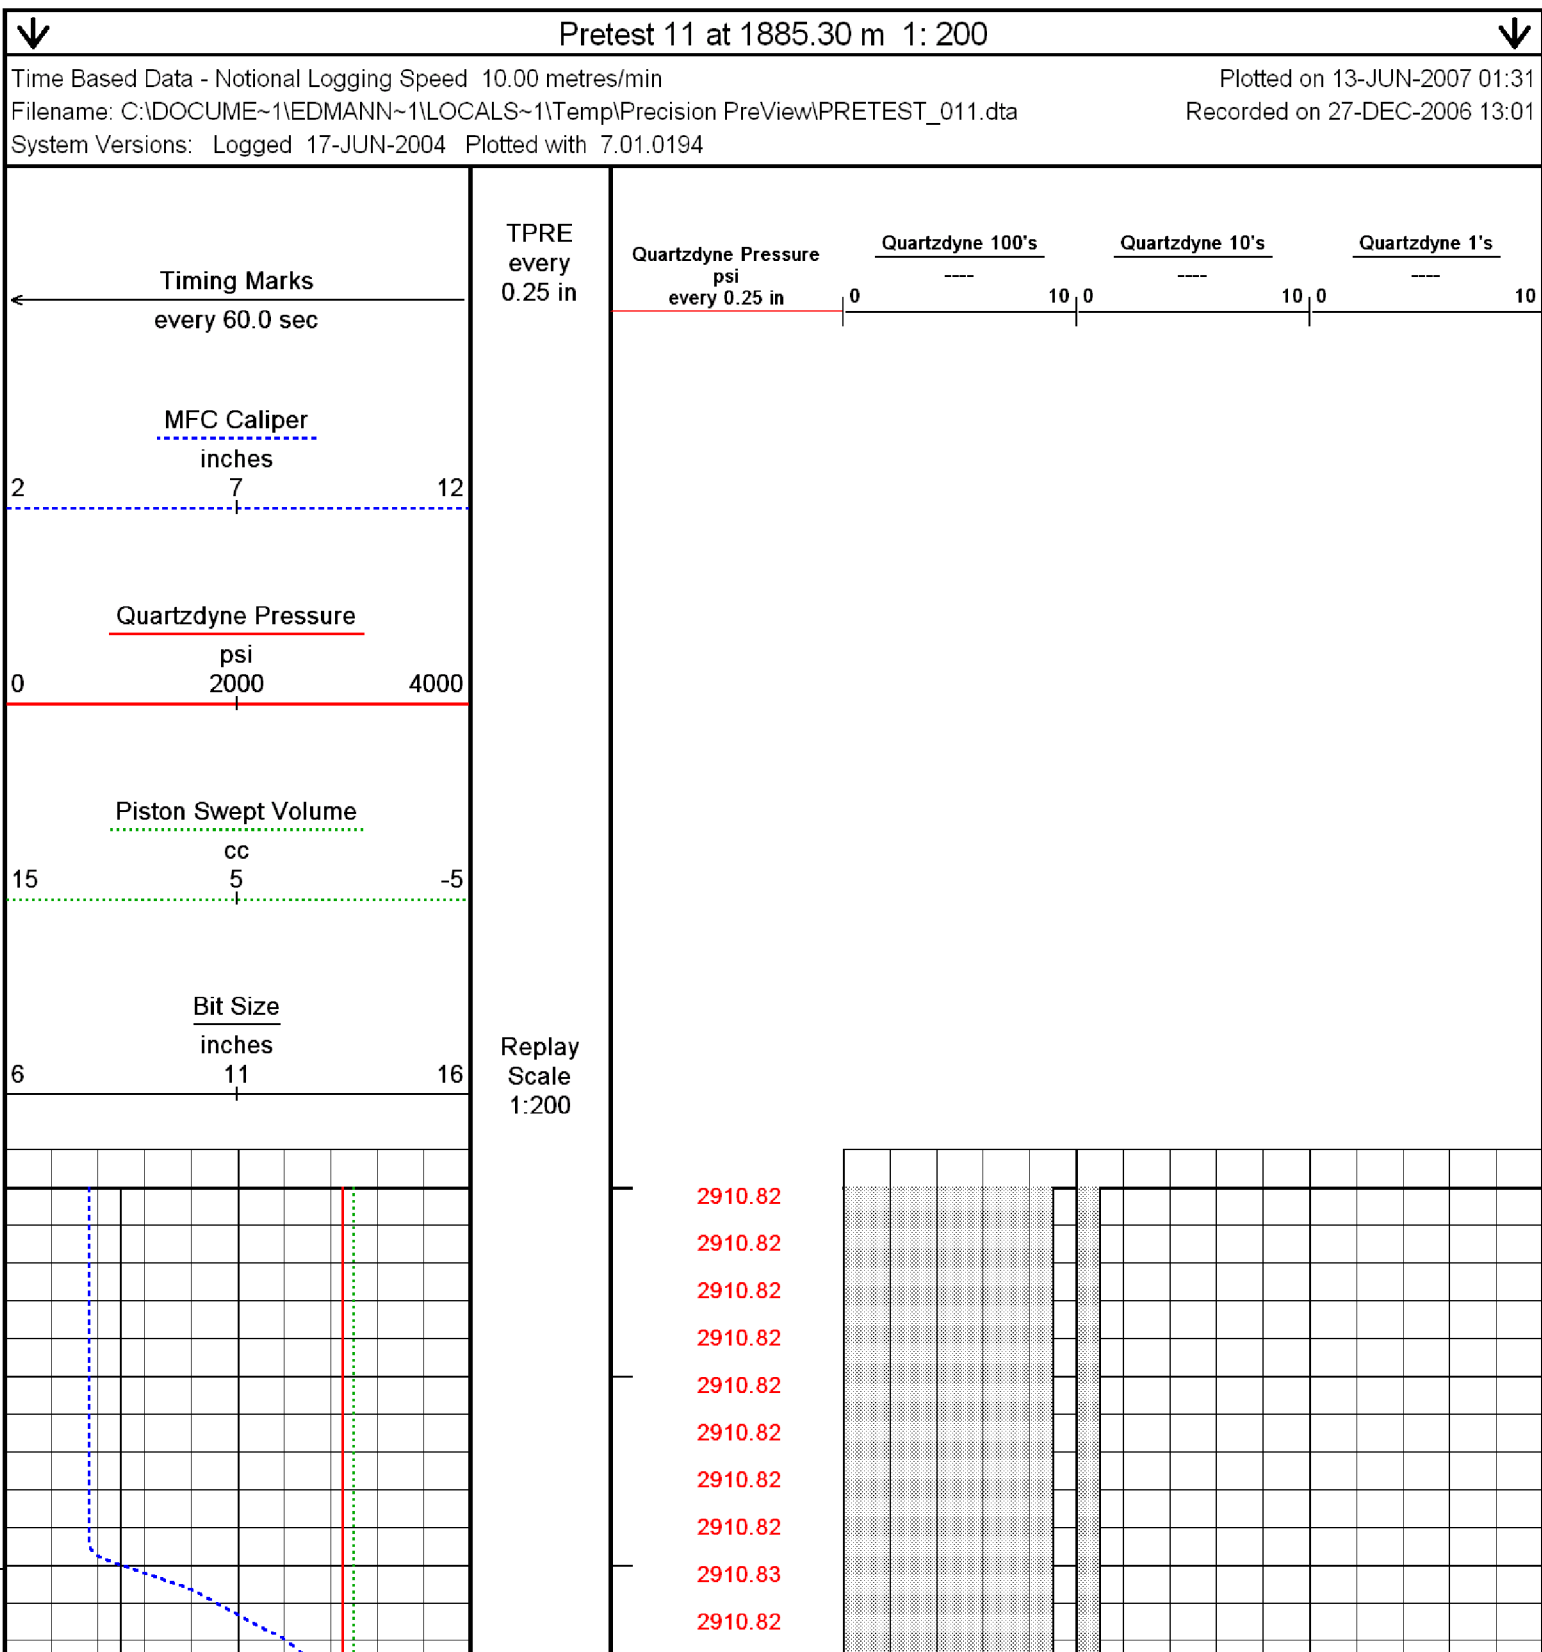 Pretest 11 at 1885.30 m 1: 200
Time Based Data - Notional Logging Speed 10.00 metres/min
Plotted on 13-JUN-2007 01:31
Filename: C:\DOCUME~1\EDMANN~1\LOCALS~1\Temp\Precision PreView\PRETEST_011.dta
Recorded on 27-DEC-2006 13:01
System Versions: Logged 17-JUN-2004 Plotted with 7.01.0194
Timing Marks
every 60.0 sec
MFC Caliper
inches
2 7 12
Quartzdyne Pressure
psi
0 2000 4000
Piston Swept Volume
cc
15 5 -5
Bit Size
inches
6 11 16
TPRE
every
0.25 in
Replay
Scale
1:200
Quartzdyne Pressure
psi
every 0.25 in
Quartzdyne 100's
----
0 10
Quartzdyne 10's
----
0 10
Quartzdyne 1's
----
0 10
2910.82
2910.82
2910.82
2910.82
2910.82
2910.82
2910.82
2910.82
2910.83
2910.82